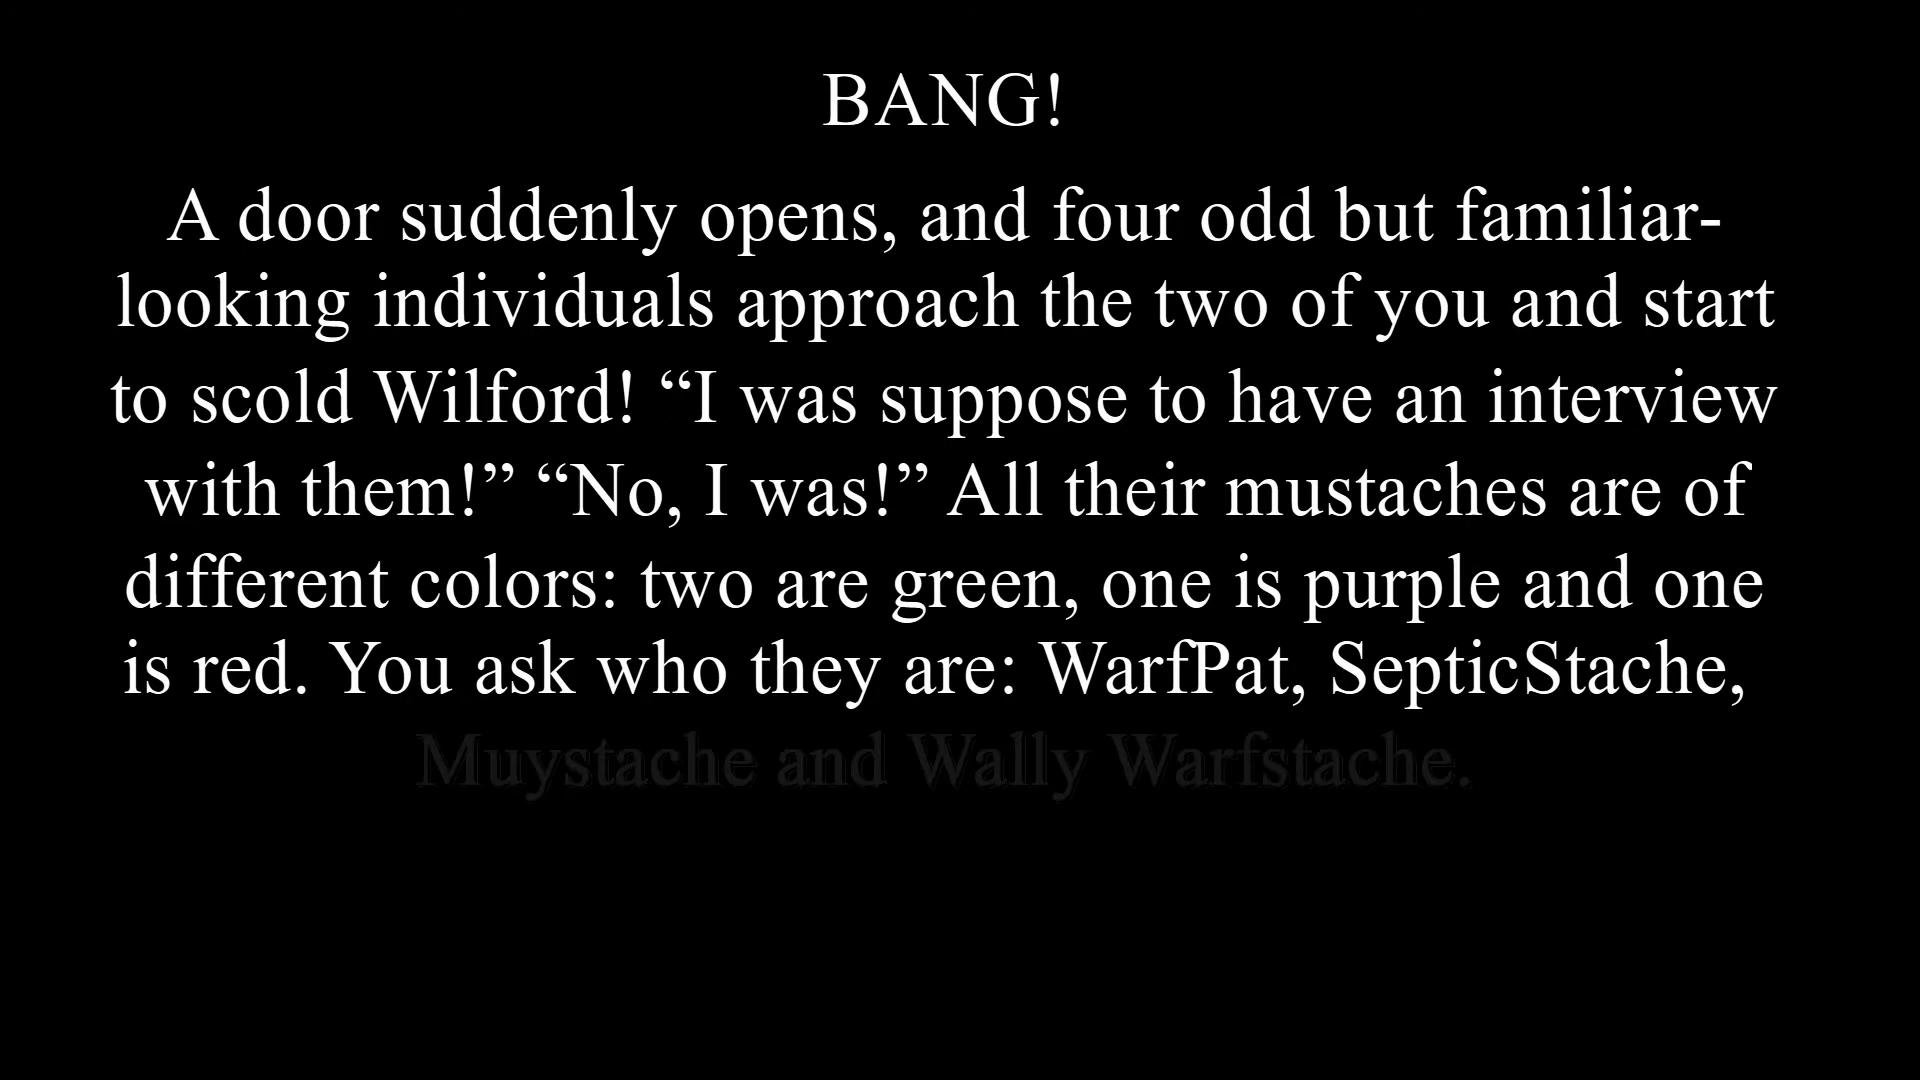 BANG!
A door suddenly opens, and four odd but familiar-
looking individuals approach the two of you and start
to scold Wilford! “I was suppose to have an interview
with them!” “No, I was!” All their mustaches are of
different colors: two are green, one is purple and one
is red. You ask who they are: WarfPat, SepticStache,
Muystache and Wally Warfstache.